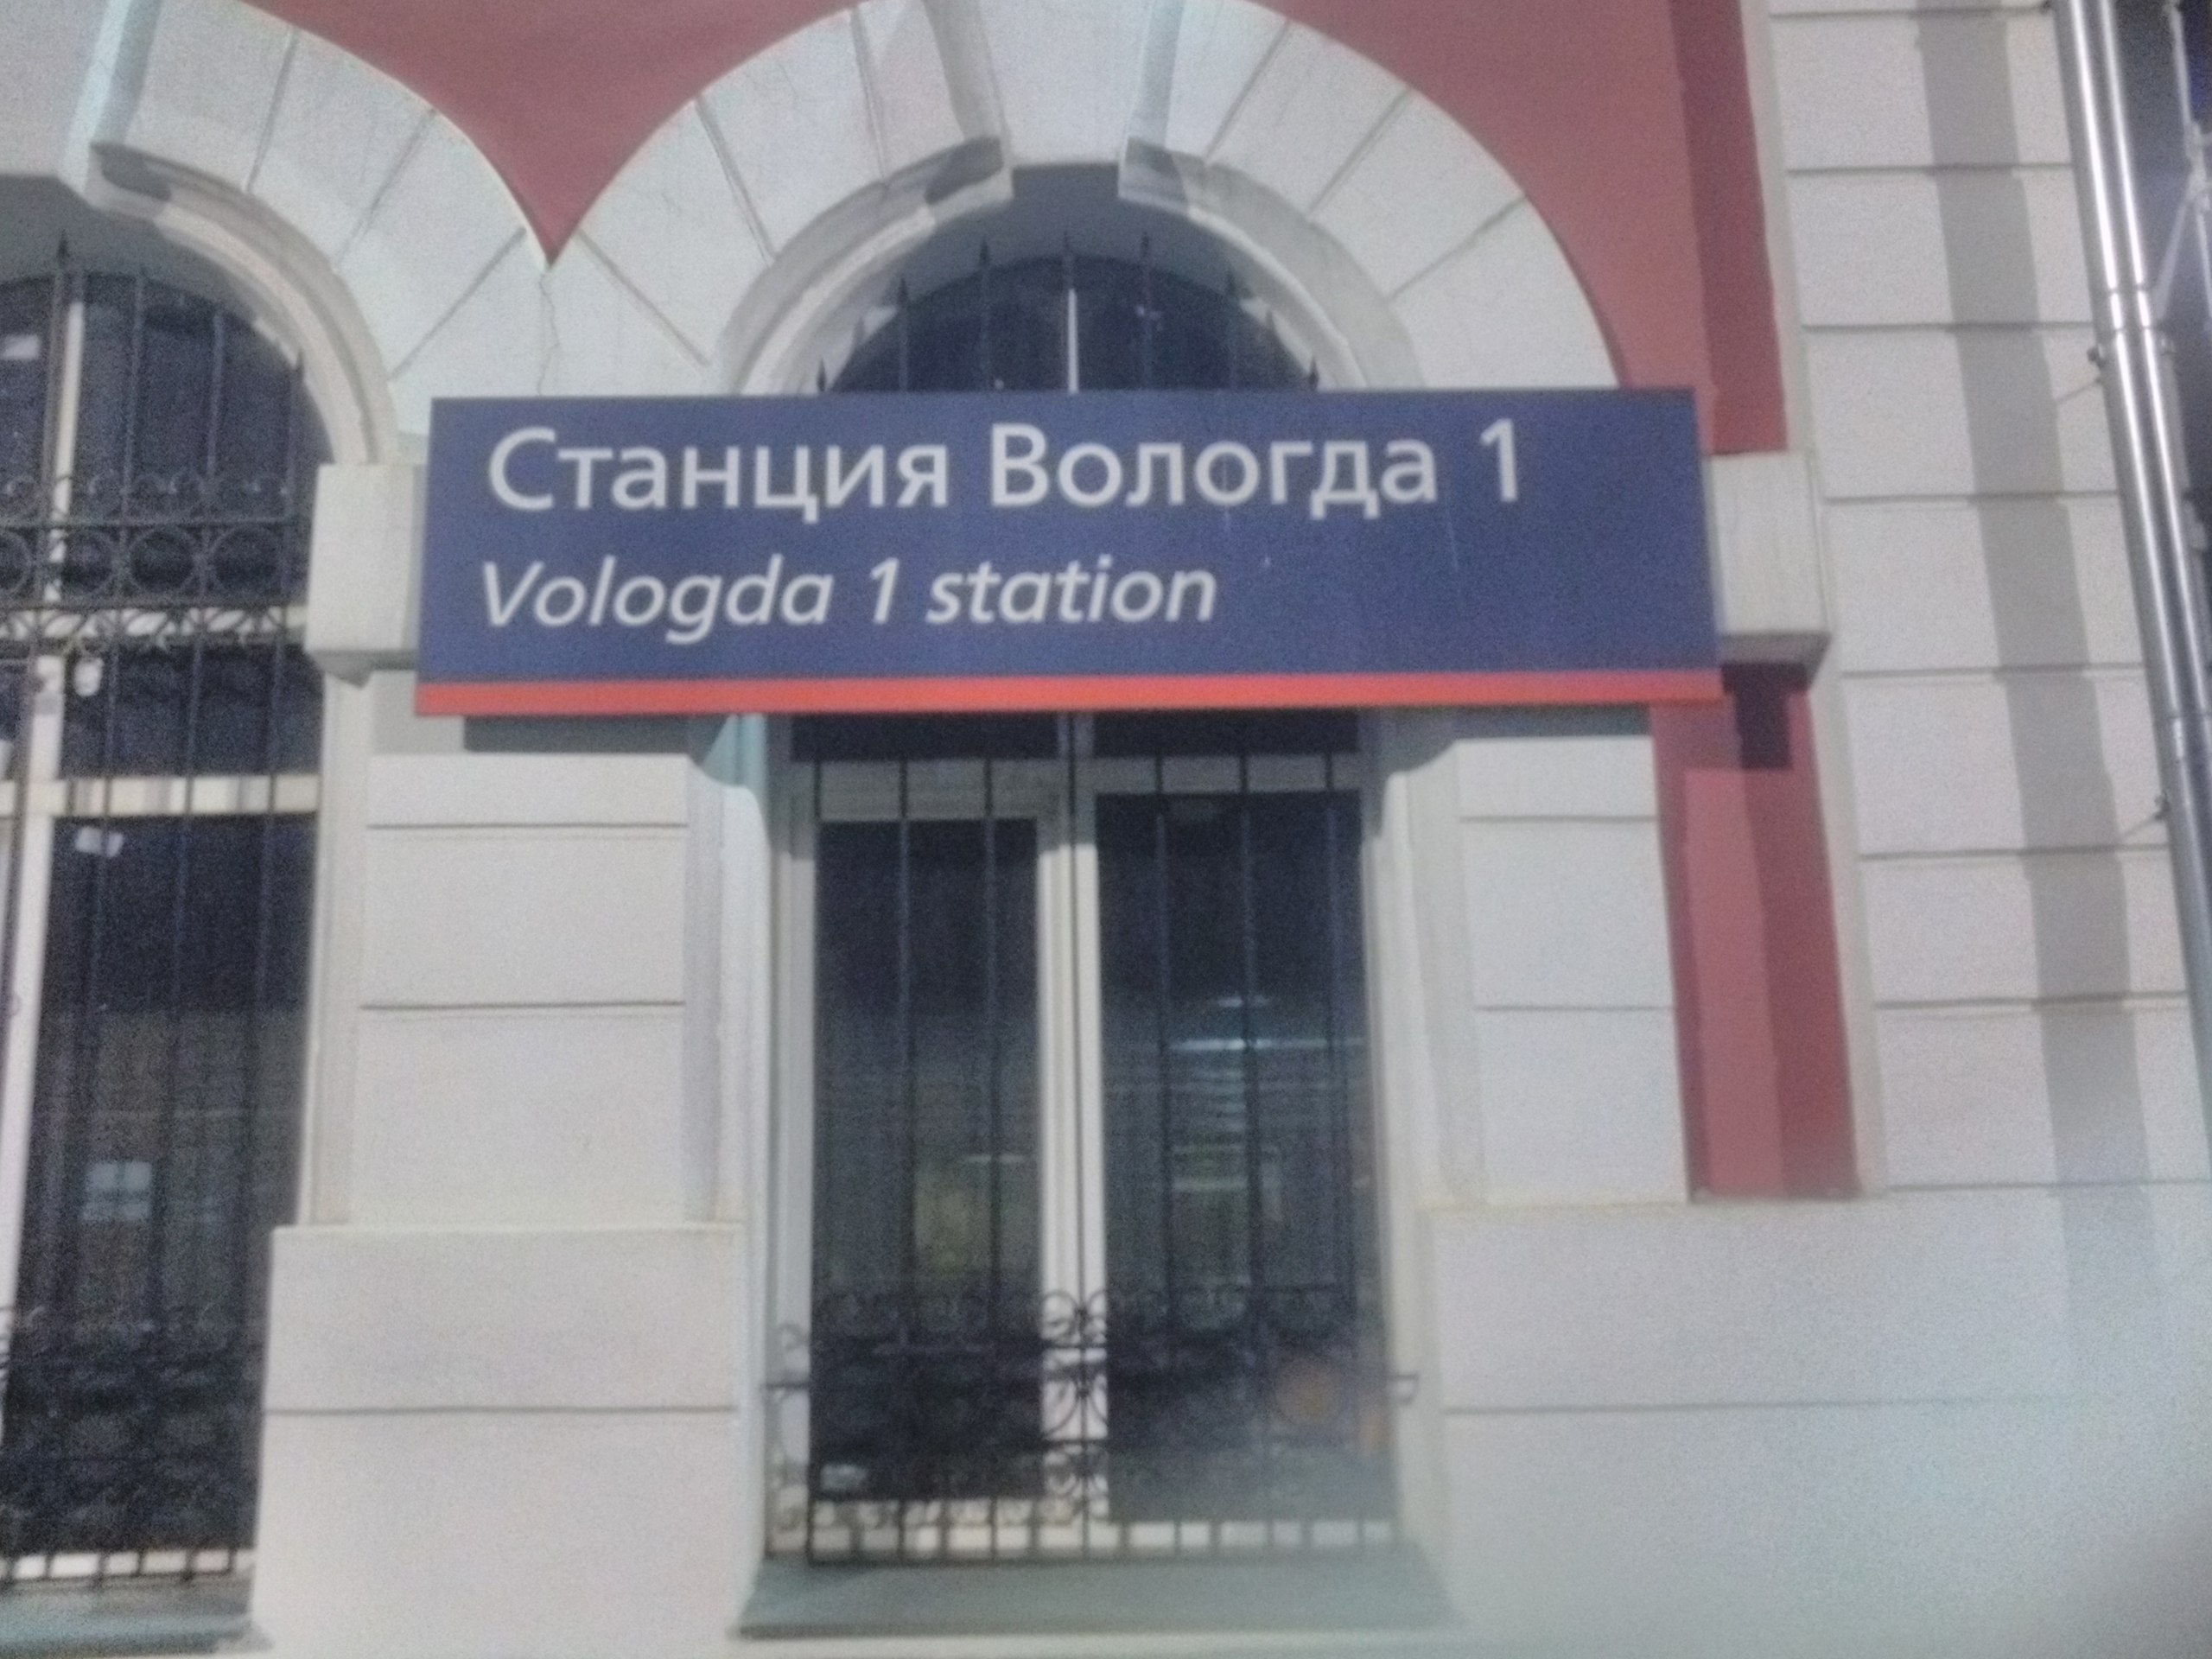 Станция Вологда 1
Vologda 1 station